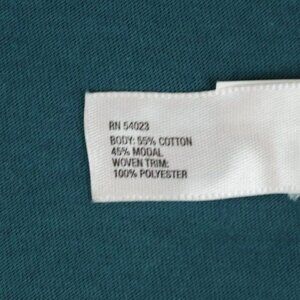 RN 54023
BODY: 55% COTTON
45% MODAL
WOVEN TRIM:
100% POLYESTER